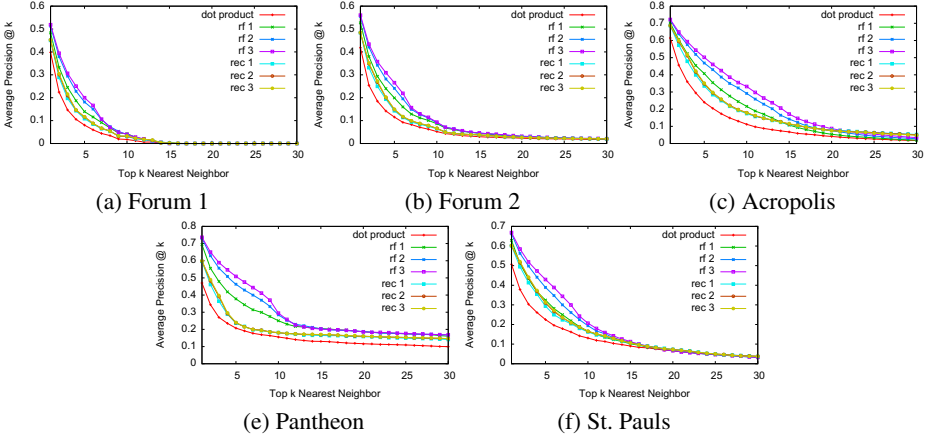 Average Precision @ k
0.6
0.5
0.4
0.3
0.2
0.1
0
5 10 15 20 25 30
Top k Nearest Neighbor
dot product
rf 1
rf 2
rf 3
rec 1
rec 2
rec 3
(a) Forum 1
Average Precision @ k
0.6
0.5
0.4
0.3
0.2
0.1
0
5 10 15 20 25 30
Top k Nearest Neighbor
dot product
rf 1
rf 2
rf 3
rec 1
rec 2
rec 3
(b) Forum 2
Average Precision @ k
0.8
0.7
0.6
0.5
0.4
0.3
0.2
0.1
0
5 10 15 20 25 30
Top k Nearest Neighbor
dot product
rf 1
rf 2
rf 3
rec 1
rec 2
rec 3
(c) Acropolis
Average Precision @ k
0.8
0.7
0.6
0.5
0.4
0.3
0.2
0.1
0
5 10 15 20 25 30
Top k Nearest Neighbor
dot product
rf 1
rf 2
rf 3
rec 1
rec 2
rec 3
(e) Pantheon
Average Precision @ k
0.7
0.6
0.5
0.4
0.3
0.2
0.1
0
5 10 15 20 25 30
Top k Nearest Neighbor
dot product
rf 1
rf 2
rf 3
rec 1
rec 2
rec 3
(f) St. Pauls